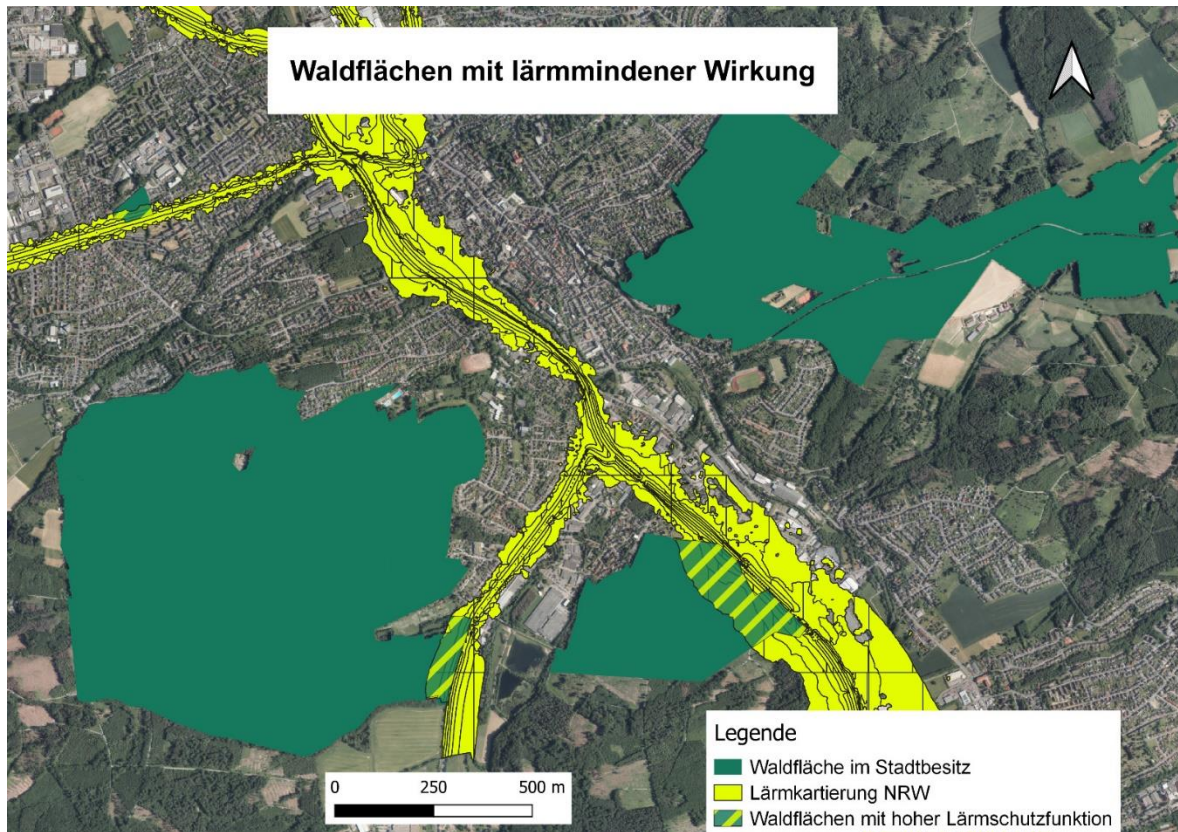 Waldflächen mit lärmmindener Wirkung
0 250 500 m
Legende
Waldfläche im Stadtbesitz
Lärmkartierung NRW
Waldflächen mit hoher Lärmschutzfunktion